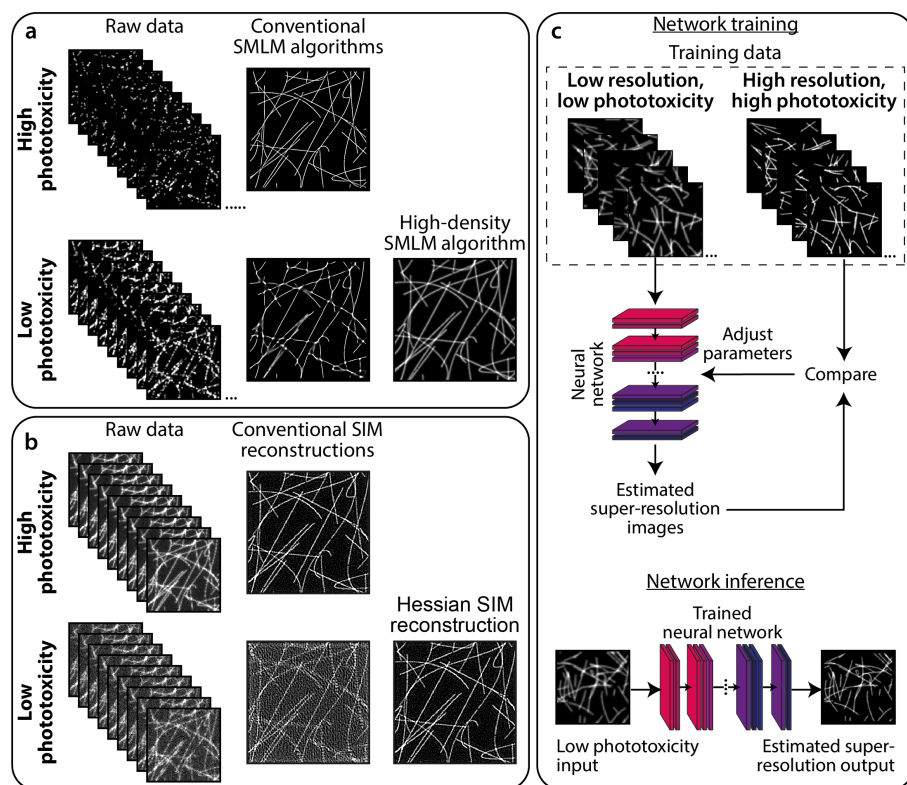 a
Raw data
Conventional
SMLM algorithms
High
phototoxicity
.....
High-density
SMLM algorithm
Low
phototoxicity
...
b
Raw data
Conventional SIM
reconstructions
High
phototoxicity
Hessian SIM
reconstruction
Low
phototoxicity
c
Network training
Training data
Low resolution,
low phototoxicity
High resolution,
high phototoxicity
...
...
Neural
network
Adjust
parameters
Compare
Estimated
super-resolution
images
Network inference
Trained
neural network
Low phototoxicity
input
Estimated super-
resolution output